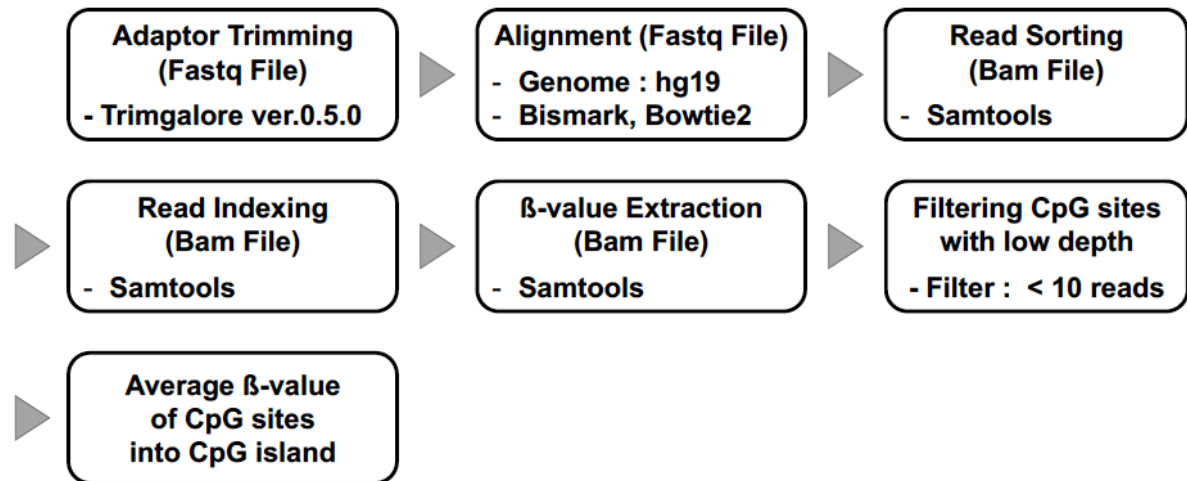 Adaptor Trimming
(Fastq File)
- Trimgalore ver.0.5.0
Alignment (Fastq File)
- Genome : hg19
- Bismark, Bowtie2
Read Sorting
(Bam File)
- Samtools
Read Indexing
(Bam File)
- Samtools
ß-value Extraction
(Bam File)
- Samtools
Filtering CpG sites
with low depth
- Filter : < 10 reads
Average ß-value
of CpG sites
into CpG island